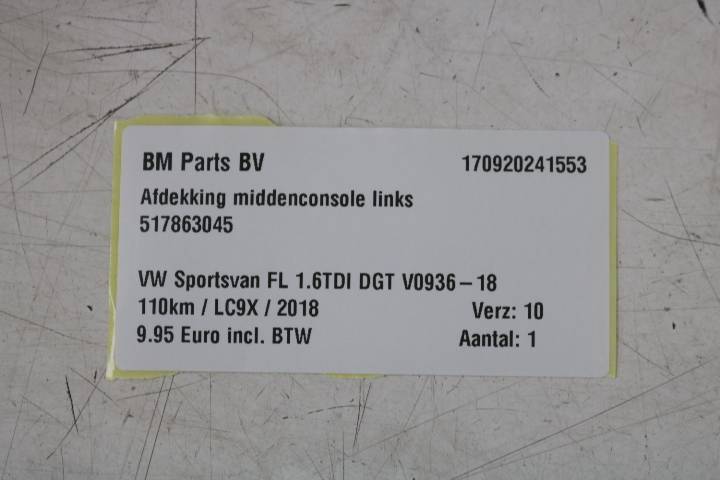 BM Parts BV 170920241553
Afdekking middenconsole links
517863045
VW Sportsvan FL 1.6TDI DGT V0936-18
110km / LC9X / 2018 Verz: 10
9.95 Euro incl. BTW Aantal: 1